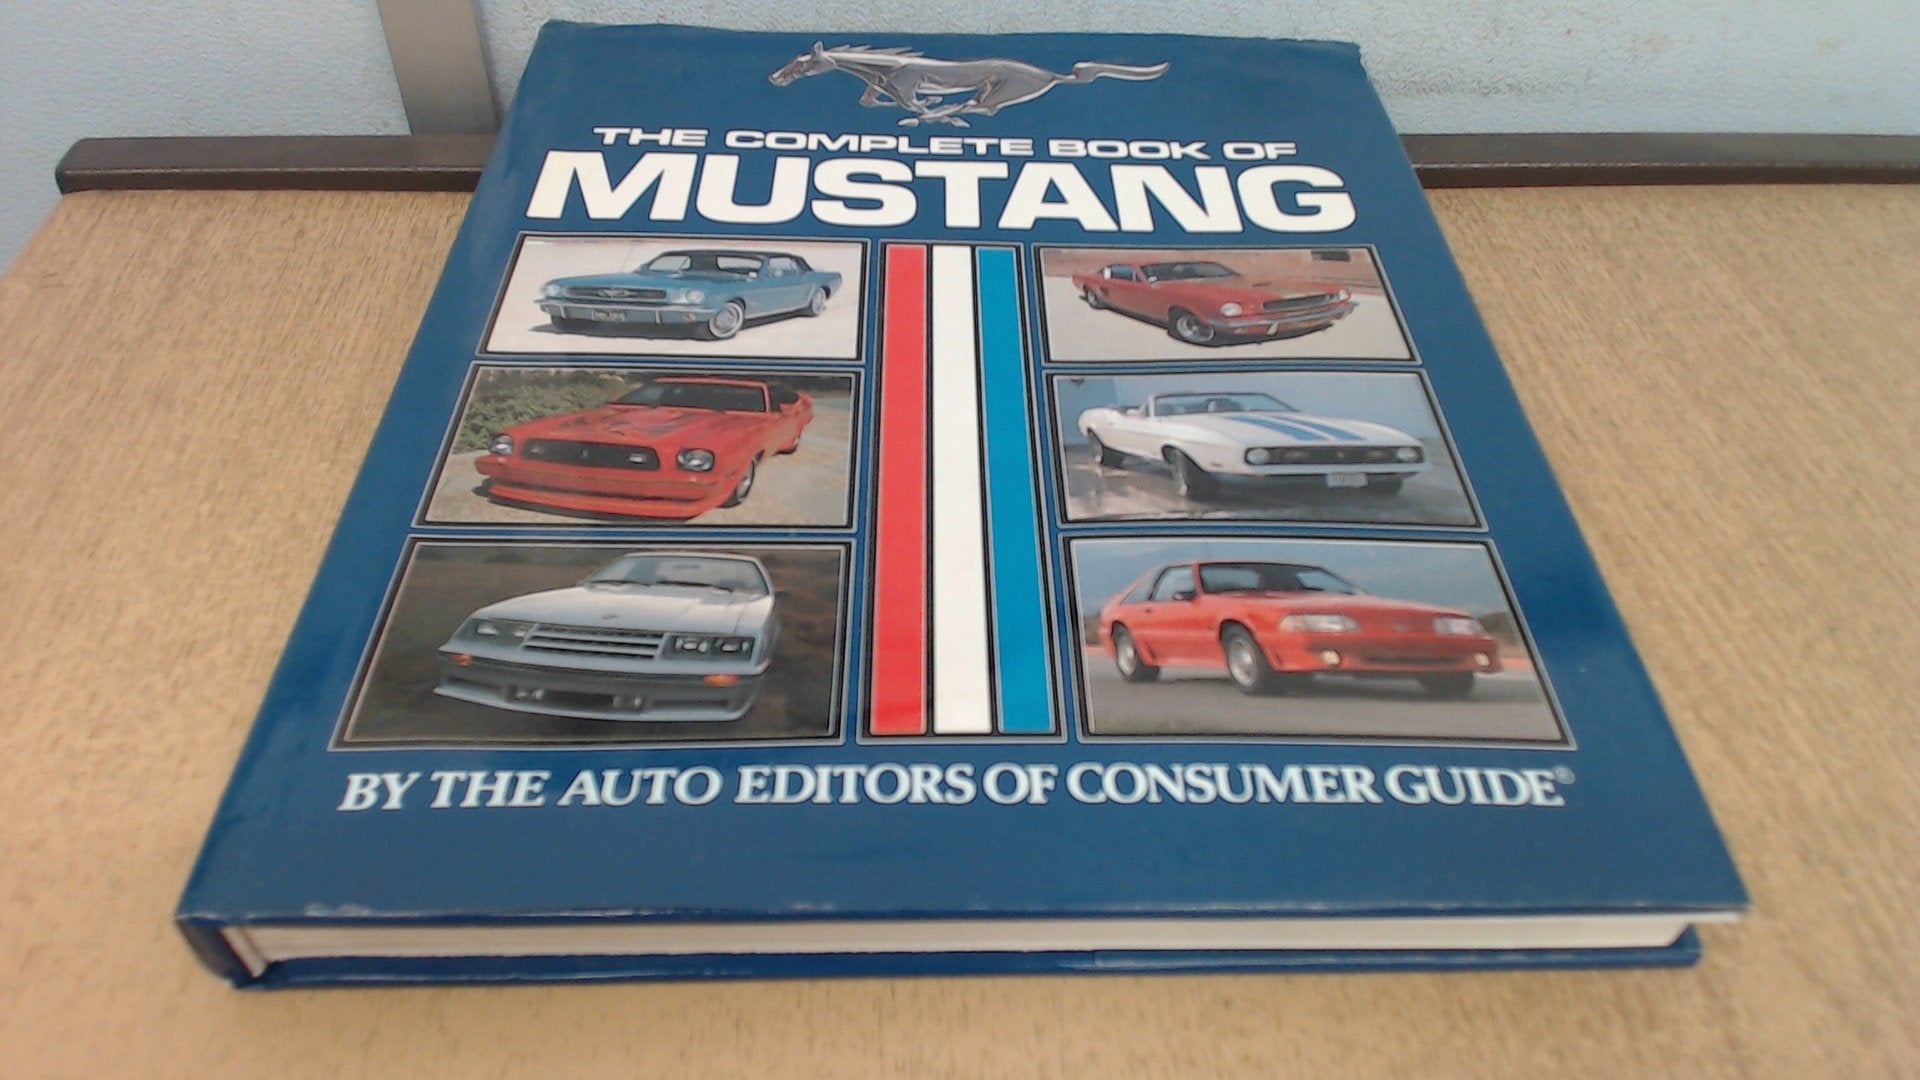 THE COMPLETE BOOK OF
MUSTANG
BY THE AUTO EDITORS OF CONSUMER GUIDE®